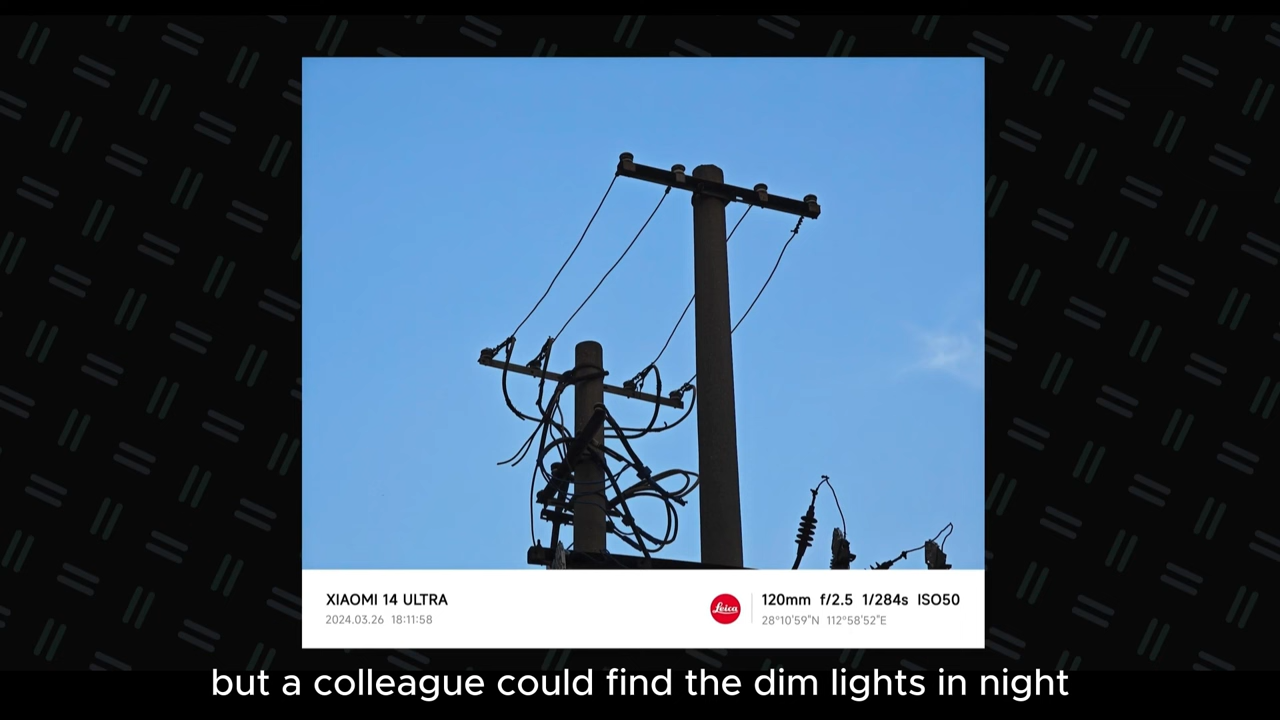 XIAOMI 14 ULTRA
2024.03.26 18:11:58
Leica
120mm f/2.5 1/284s ISO50
28°10'59"N 112°58'52"E
but a colleague could find the dim lights in night